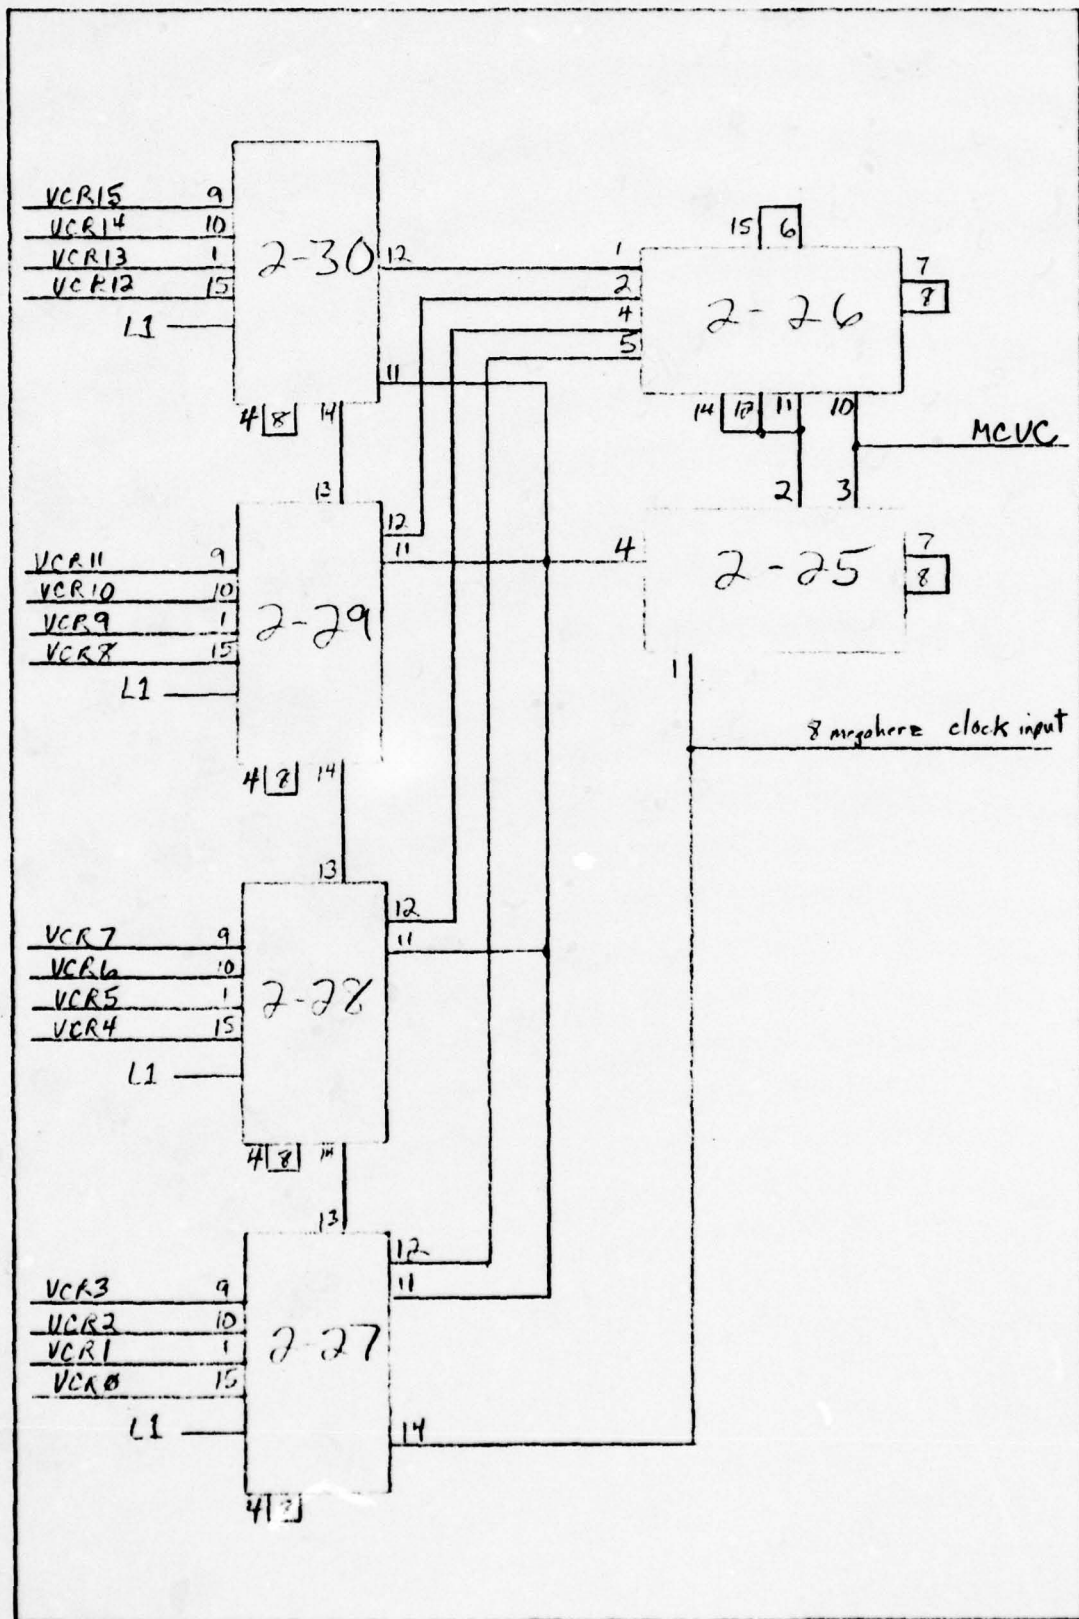 VCR15 9
VCR14 10
VCR13 1
VCR12 15
L1
2-30
12
11
4 8 14
15 6
1
2
4
5
2-26
7
8
14 12 11 10
MCVC
13
VCR11 9
VCR10 10
VCR9 1
VCR8 15
L1
2-29
12
11
4 8 14
2 3
4
2-25
7
8
1
8 megoherz clock input
13
VCR7 9
VCR6 10
VCR5 1
VCR4 15
L1
2-28
12
11
4 8 14
13
VCR3 9
VCR2 10
VCR1 1
VCR0 15
L1
2-27
12
11
14
4 8